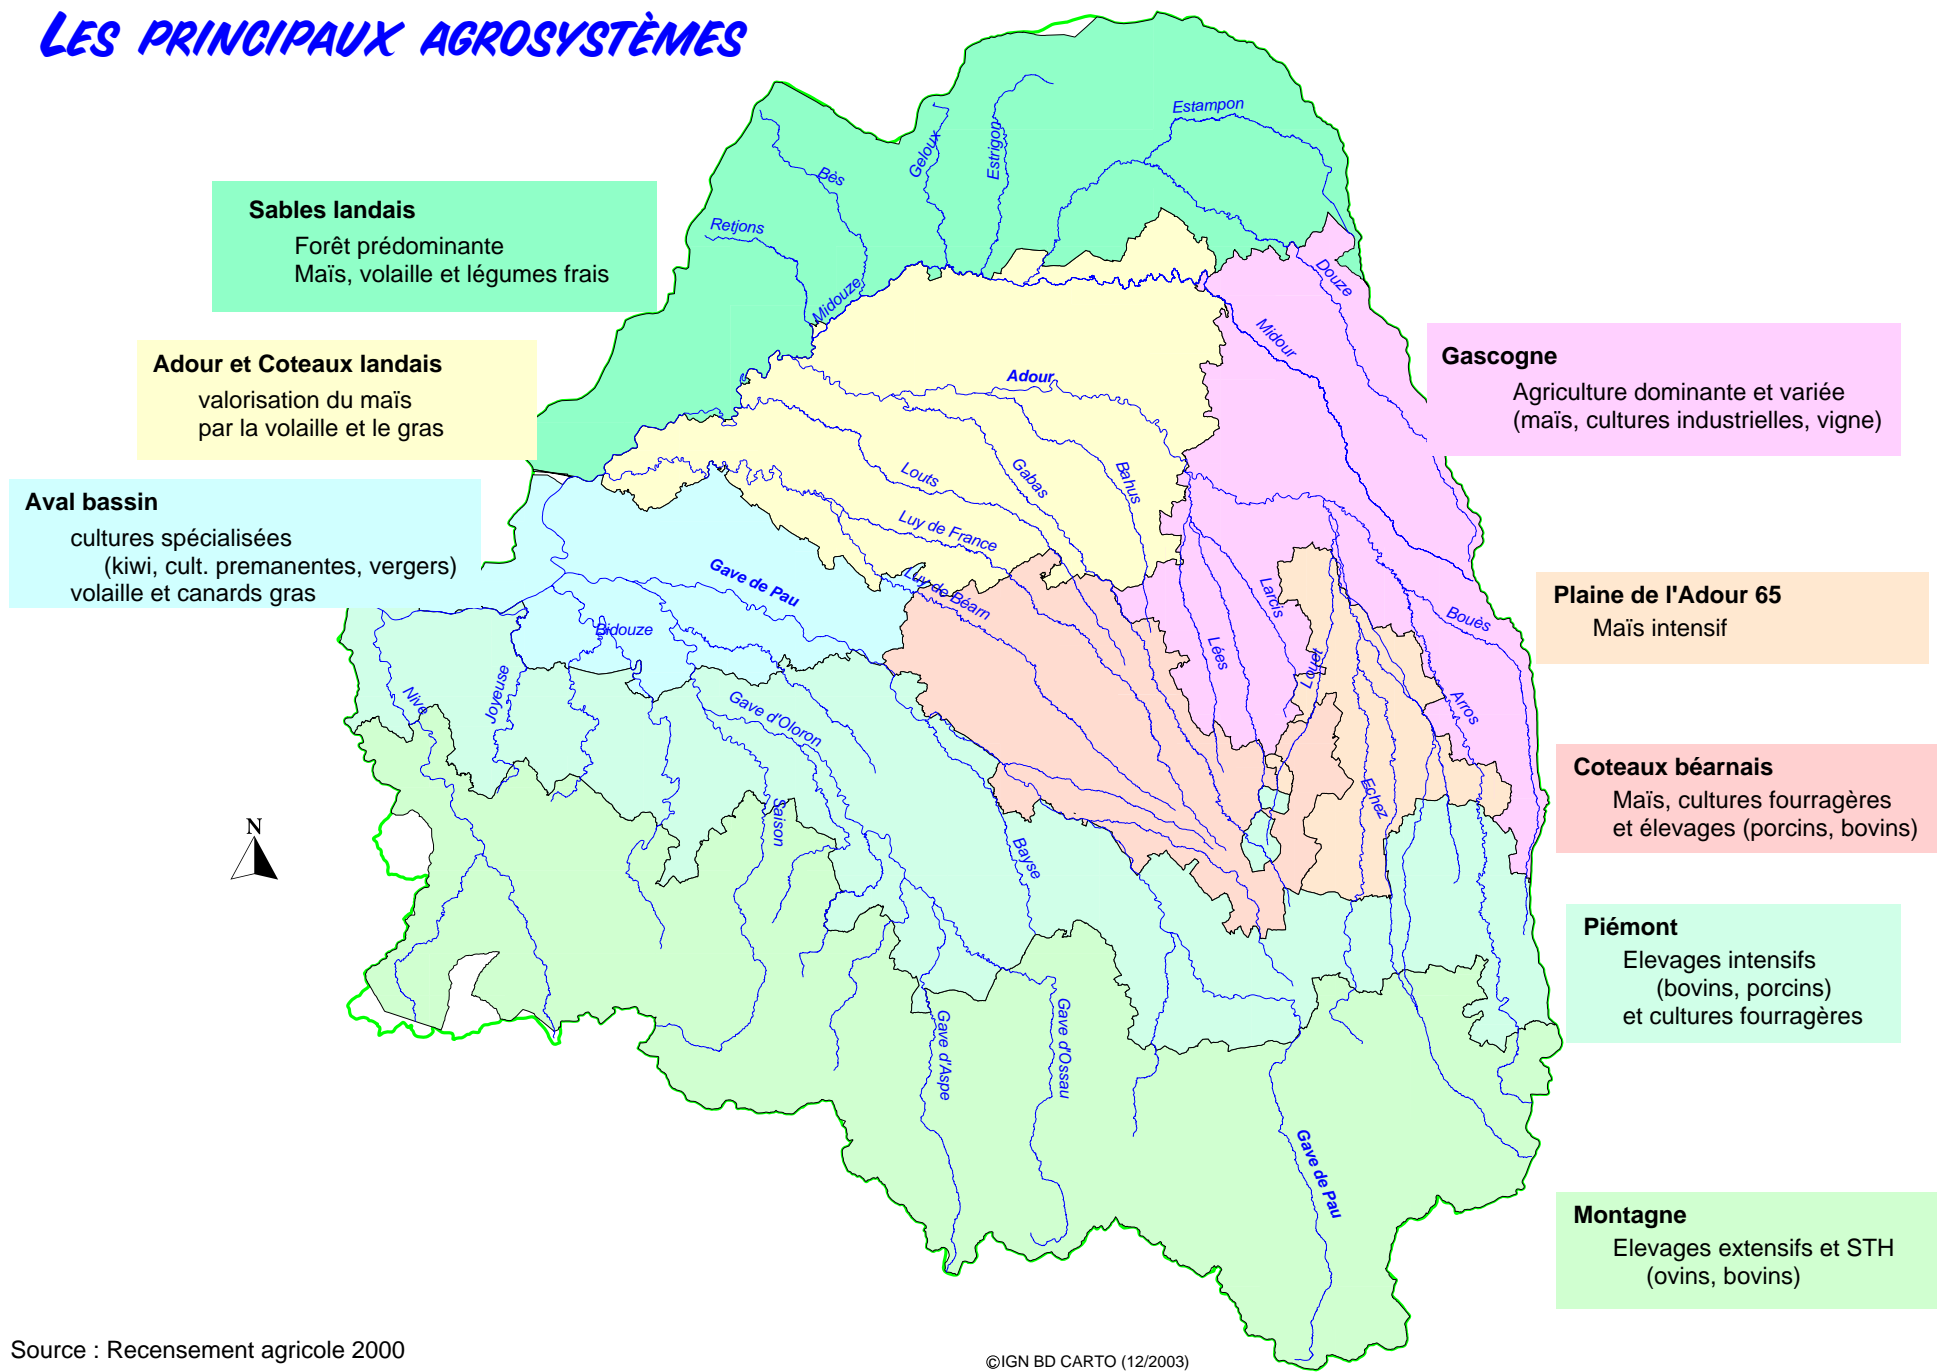 LES PRINCIPAUX AGROSYSTÈMES
Sables landais
Forêt prédominante
Maïs, volaille et légumes frais
Adour et Coteaux landais
valorisation du maïs
par la volaille et le gras
Aval bassin
cultures spécialisées
(kiwi, cult. premanentes, vergers)
volaille et canards gras
Gascogne
Agriculture dominante et variée
(maïs, cultures industrielles, vigne)
Plaine de l'Adour 65
Maïs intensif
Coteaux béarnais
Maïs, cultures fourragères
et élevages (porcins, bovins)
Piémont
Elevages intensifs
(bovins, porcins)
et cultures fourragères
Montagne
Elevages extensifs et STH
(ovins, bovins)
Estampon
Geloux
Estrigon
Bès
Retjons
Midouze
Douze
Midour
Adour
Louts
Gabas
Bahus
Luy de France
Luy de Béarn
Gave de Pau
Bidouze
Larcis
Lées
Louet
Bouès
Arros
Nive
Joyeuse
Gave d'Oloron
Saison
Echez
Bayse
Gave d'Aspe
Gave d'Ossau
Gave de Pau
N
Source : Recensement agricole 2000
©IGN BD CARTO (12/2003)